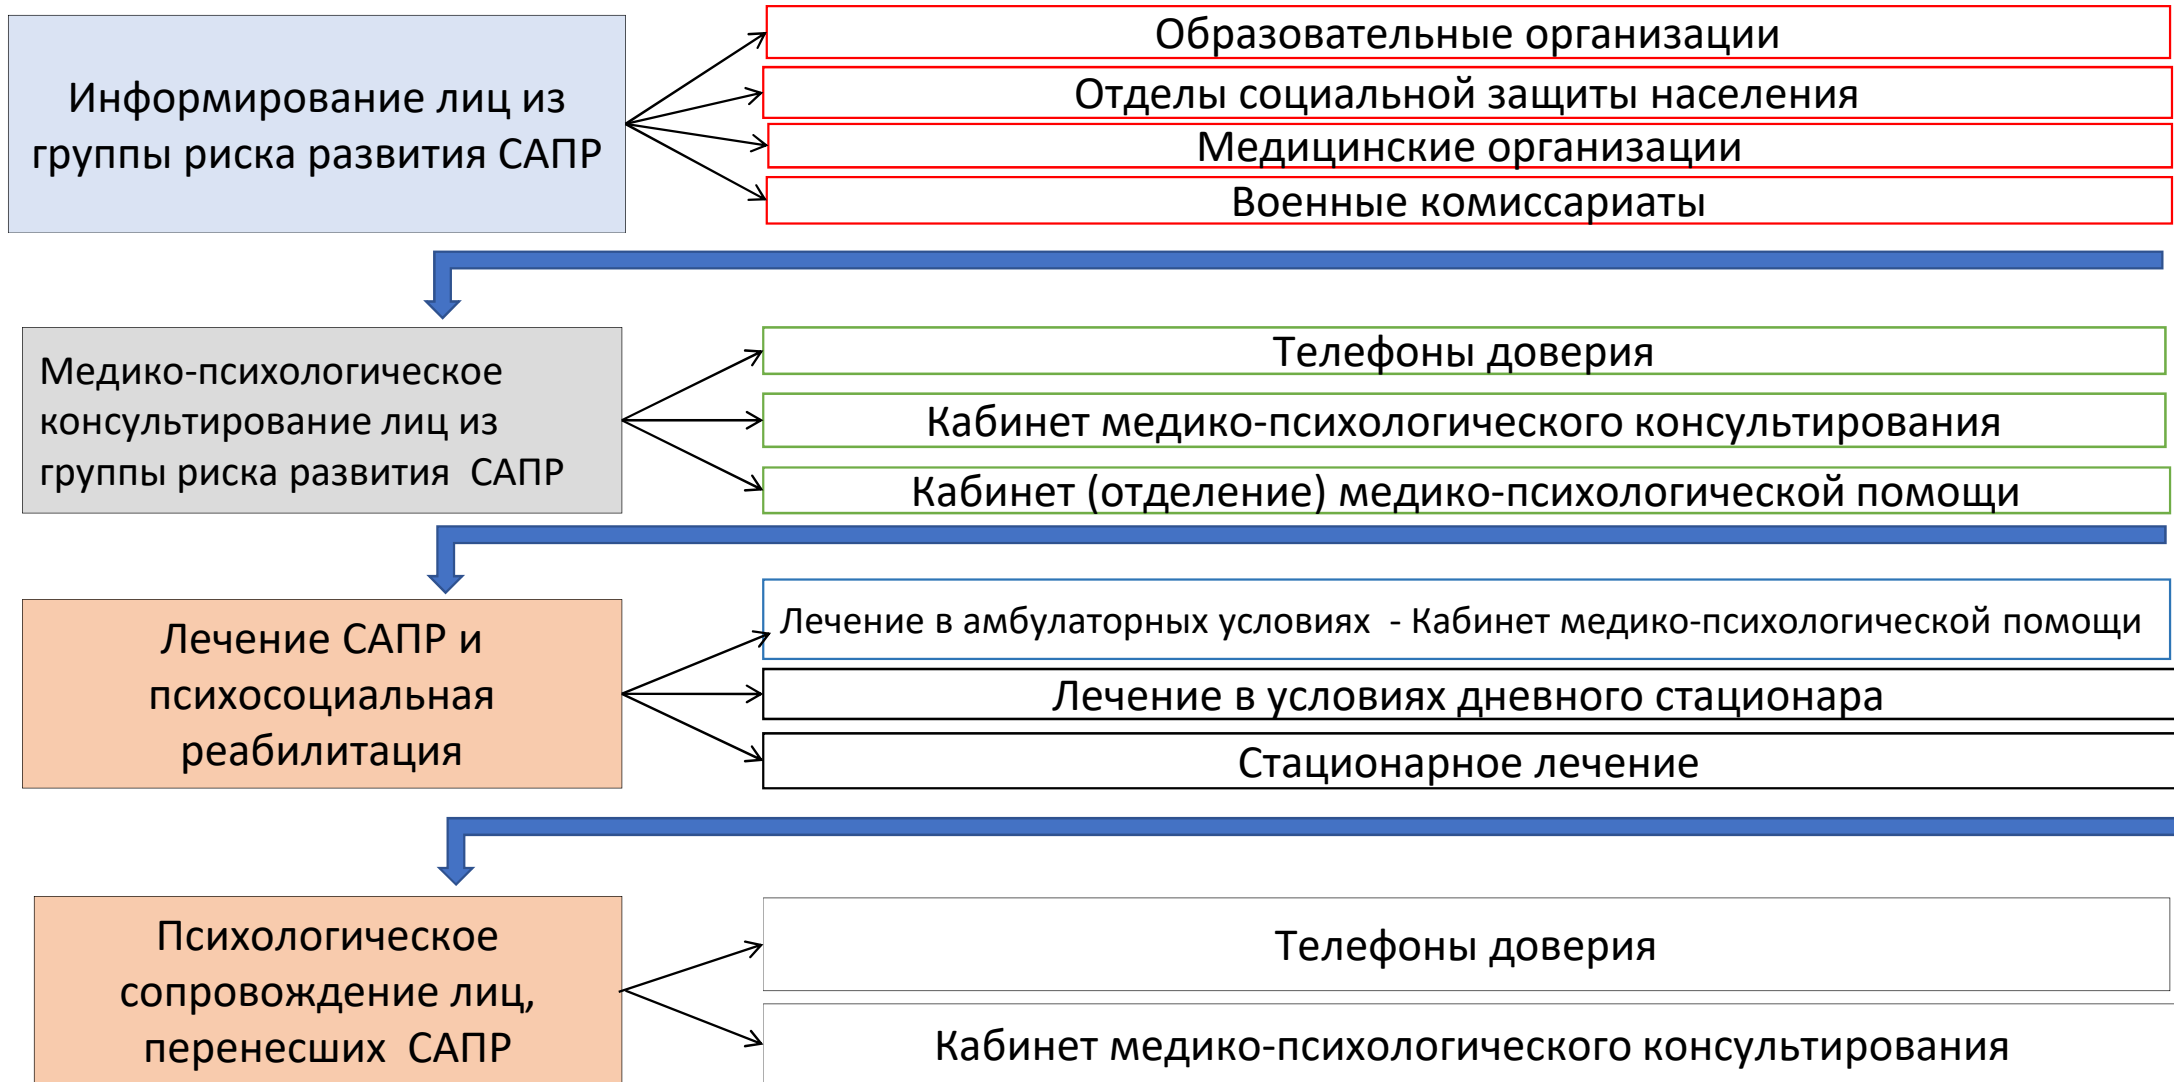 Информирование лиц из
группы риска развития САПР
Образовательные организации
Отделы социальной защиты населения
Медицинские организации
Военные комиссариаты
Медико-психологическое
консультирование лиц из
группы риска развития  САПР
Телефоны доверия
Кабинет медико-психологического консультирования
Кабинет (отделение) медико-психологической помощи
Лечение САПР и
психосоциальная
реабилитация
Лечение в амбулаторных условиях  - Кабинет медико-психологической помощи
Лечение в условиях дневного стационара
Стационарное лечение
Психологическое
сопровождение лиц,
перенесших  САПР
Телефоны доверия
Кабинет медико-психологического консультирования